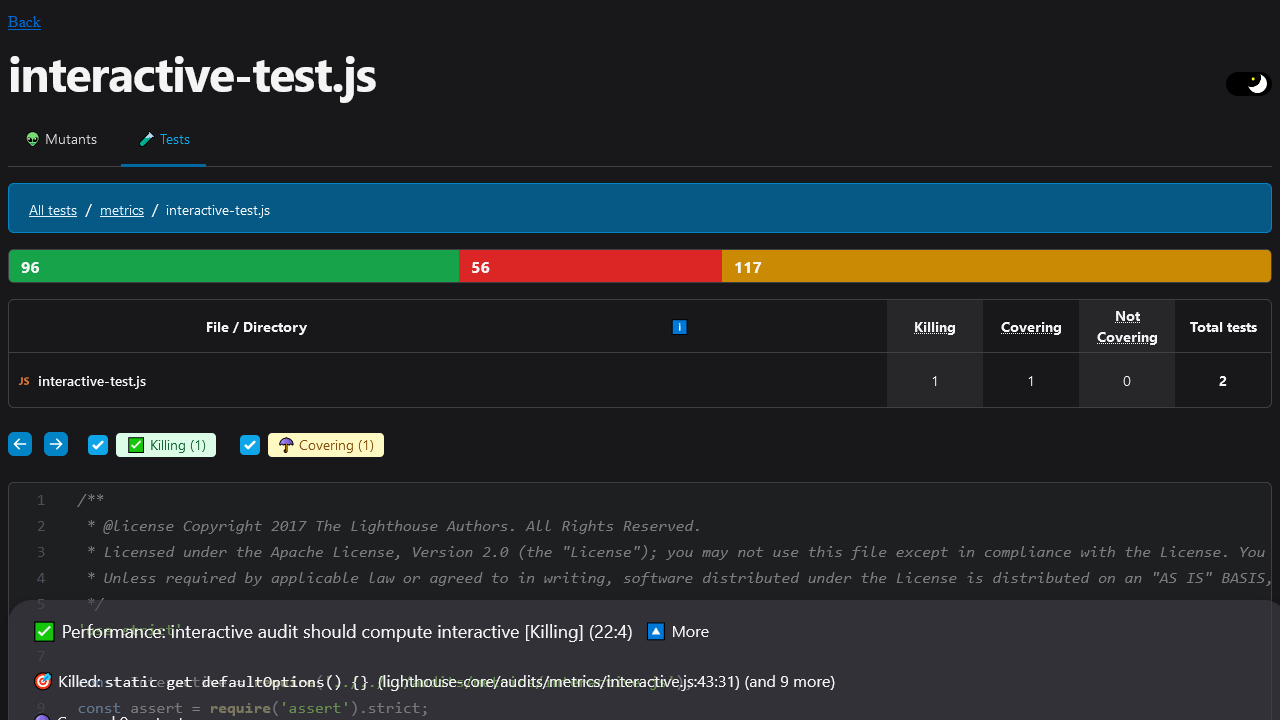 Back
interactive-test.js
👽 Mutants 🧪 Tests
All tests / metrics / interactive-test.js
96 56 117
File / Directory ℹ Killing Covering Not Covering Total tests
JS interactive-test.js 1 1 0 2
← → ✅ Killing (1) ☂ Covering (1)
1 /**
2 * @license Copyright 2017 The Lighthouse Authors. All Rights Reserved.
3 * Licensed under the Apache License, Version 2.0 (the "License"); you may not use this file except in compliance with the License. You
4 * Unless required by applicable law or agreed to in writing, software distributed under the License is distributed on an "AS IS" BASIS,
5 */
✅ Performance: interactive audit should compute interactive [Killing] (22:4) 🔼 More
7
🎯 Killed: static get defaultOptions() {} (lighthouse-core/audits/metrics/interactive.js:43:31) (and 9 more)
9 const assert = require('assert').strict;